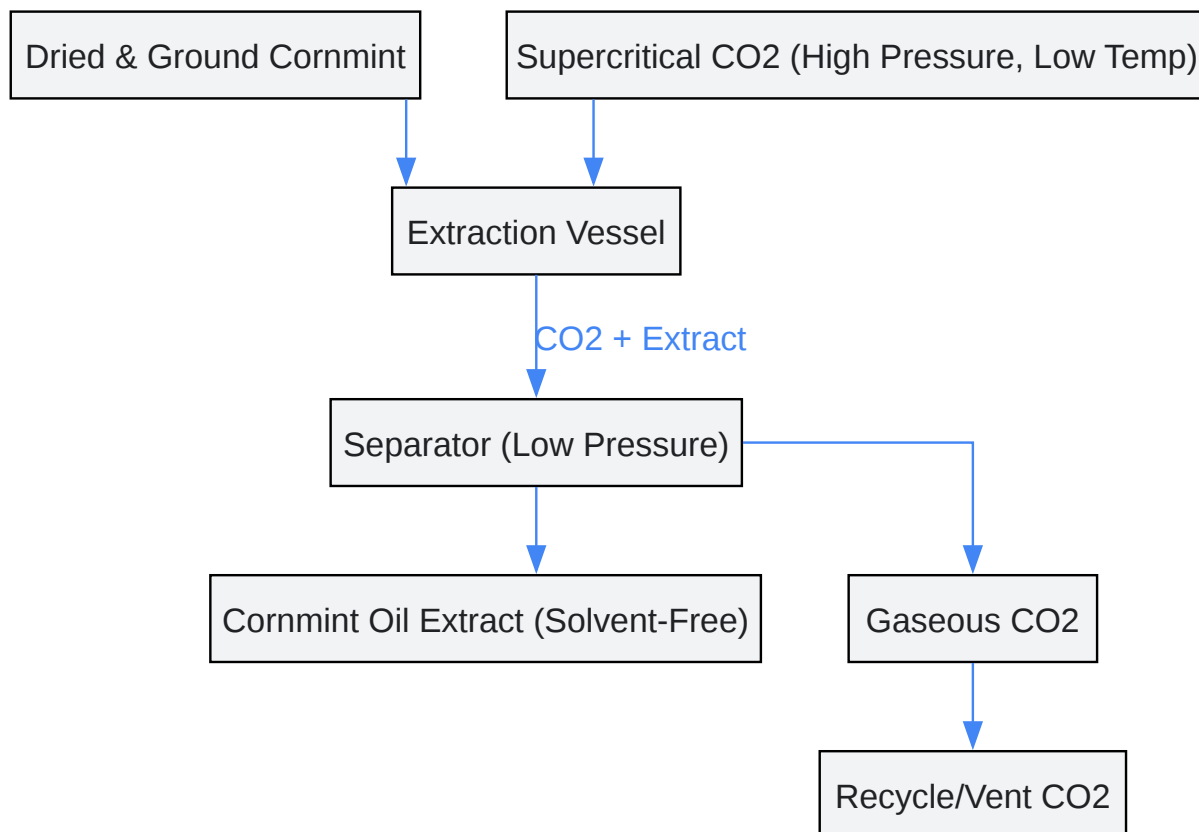 Dried & Ground Cornmint
Supercritical CO2 (High Pressure, Low Temp)
Extraction Vessel
CO2 + Extract
Separator (Low Pressure)
Cornmint Oil Extract (Solvent-Free)
Gaseous CO2
Recycle/Vent CO2